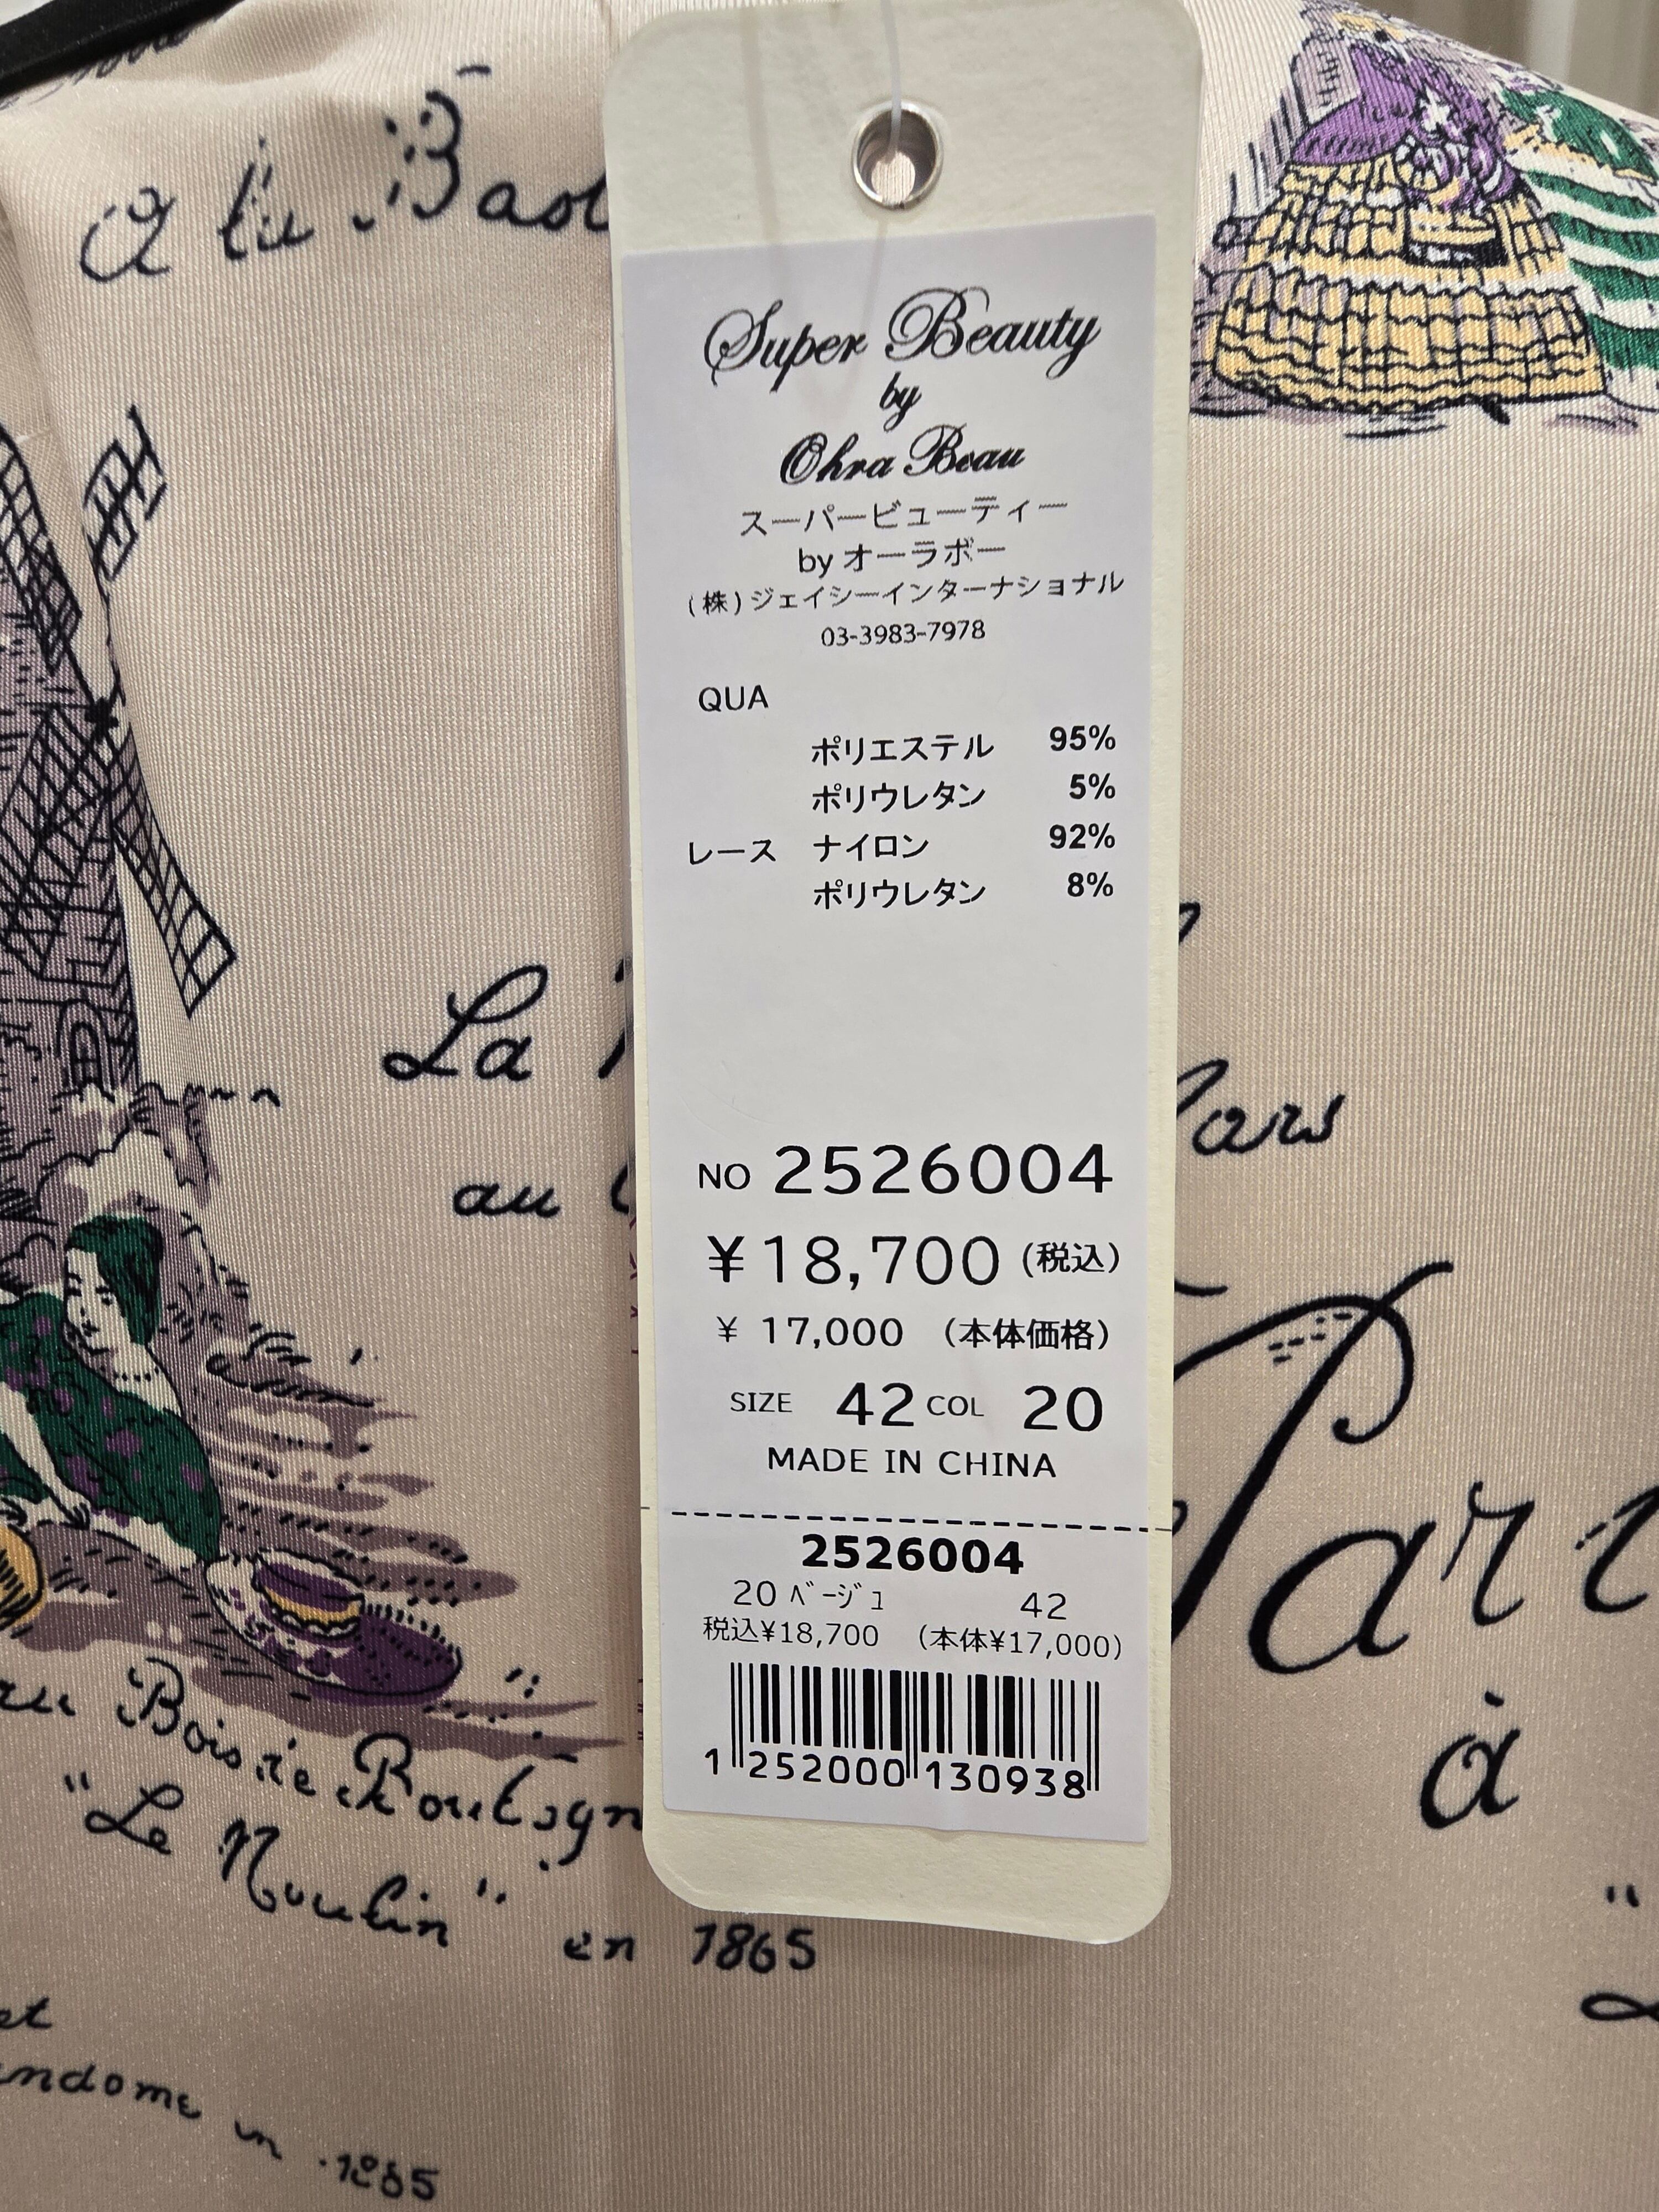 Super Beauty
by
Ohra Beau
スーパービューティー
by オーラボー
(株)ジェイシーインターナショナル
03-3983-7978
QUA
ポリエステル 95%
ポリウレタン 5%
レース ナイロン 92%
ポリウレタン 8%
NO 2526004
¥18,700 (税込)
¥ 17,000 (本体価格)
SIZE 42 COL 20
MADE IN CHINA
2526004
20 ﾍﾞｰｼﾞｭ 42
税込¥18,700 (本体¥17,000)
1 252000 130938
La
au
à
"Le Moulin" en 1865